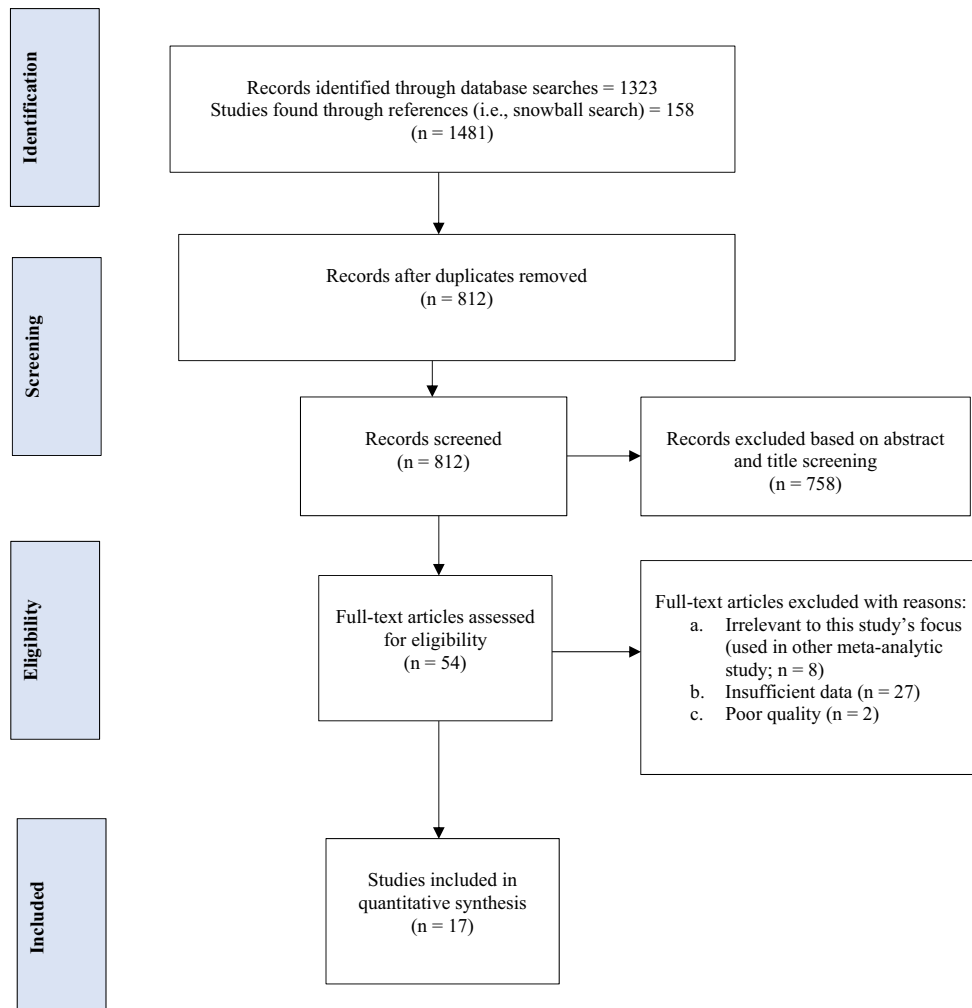 Identification
Records identified through database searches = 1323
Studies found through references (i.e., snowball search) = 158
(n = 1481)
Screening
Records after duplicates removed
(n = 812)
Records screened
(n = 812)
Records excluded based on abstract
and title screening
(n = 758)
Eligibility
Full-text articles assessed
for eligibility
(n = 54)
Full-text articles excluded with reasons:
a. Irrelevant to this study's focus
(used in other meta-analytic
study; n = 8)
b. Insufficient data (n = 27)
c. Poor quality (n = 2)
Included
Studies included in
quantitative synthesis
(n = 17)